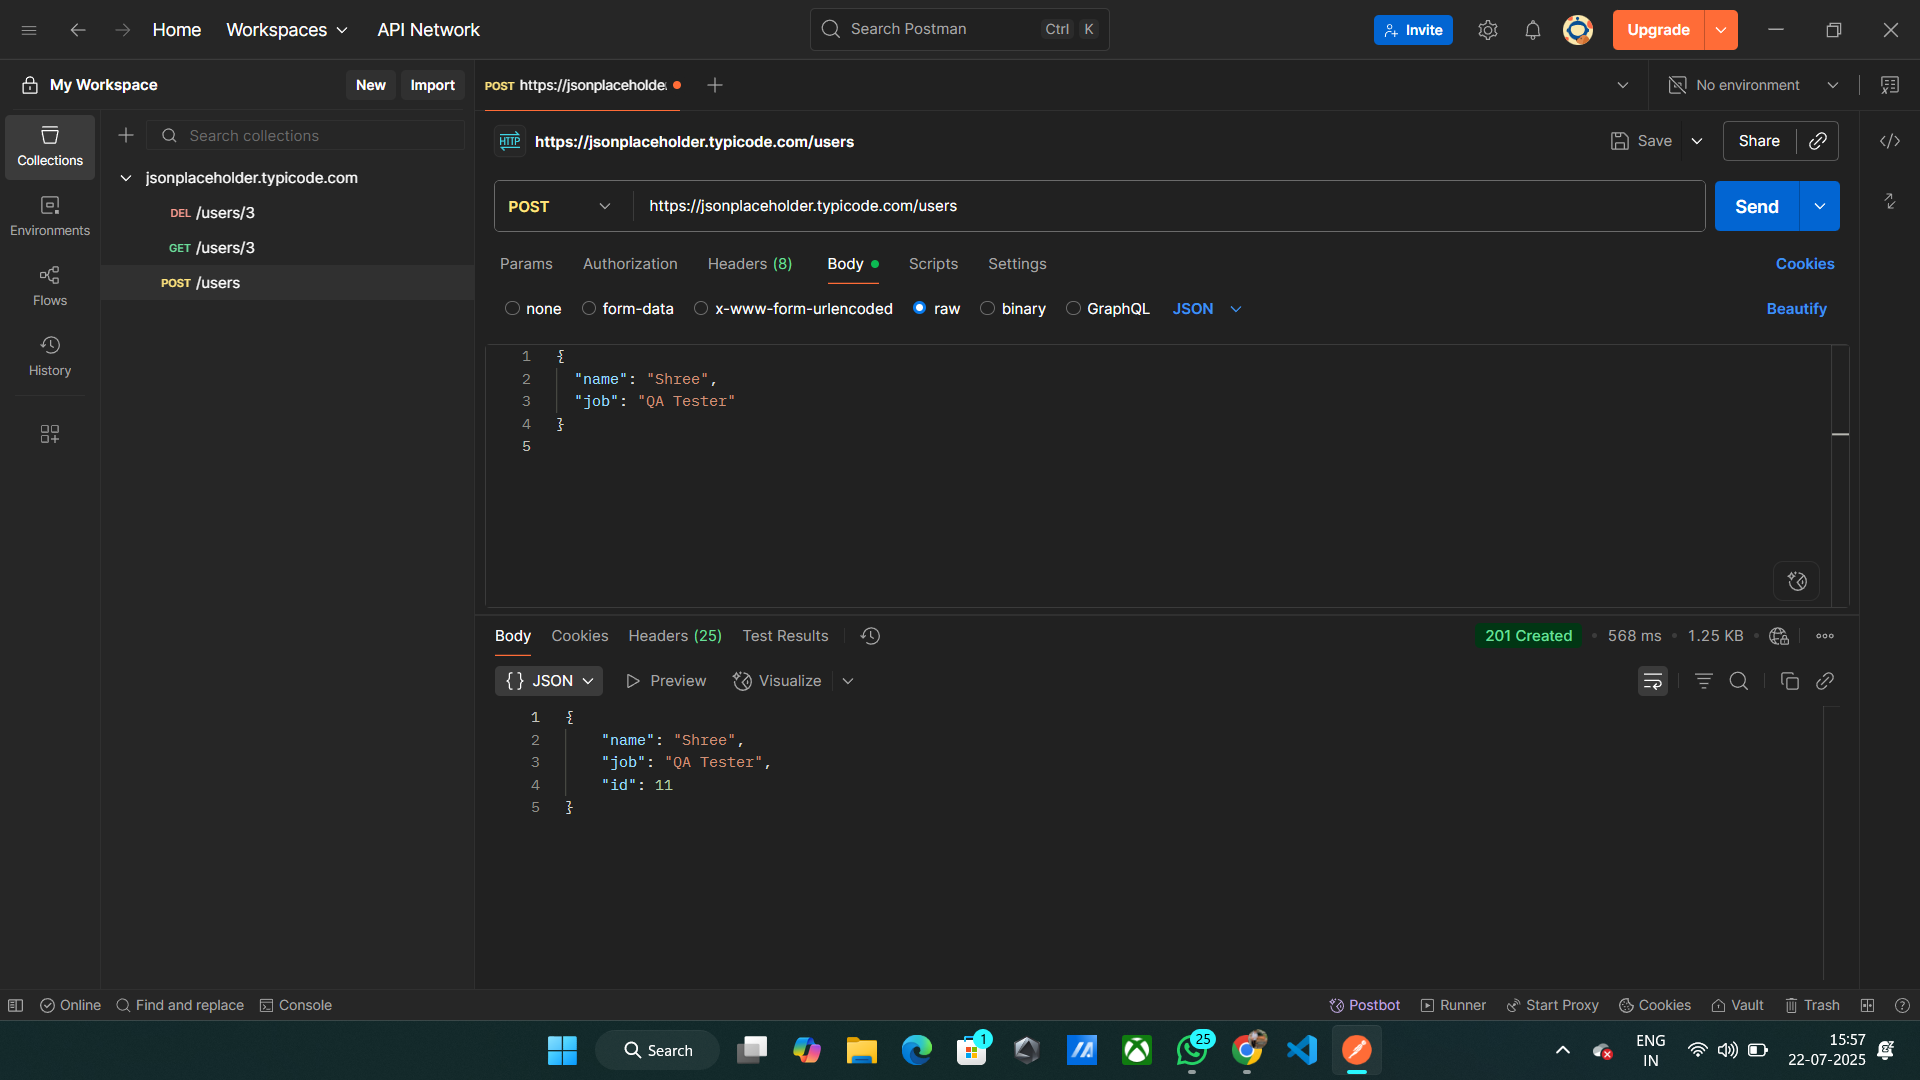 Home Workspaces API Network Search Postman Ctrl K Invite Upgrade
My Workspace New Import POST https://jsonplaceholde No environment
Collections
Search collections
https://jsonplaceholder.typicode.com/users Save Share
jsonplaceholder.typicode.com
DEL /users/3
GET /users/3
POST /users
Environments
Flows
History
POST https://jsonplaceholder.typicode.com/users Send
Params Authorization Headers (8) Body Scripts Settings Cookies
none form-data x-www-form-urlencoded raw binary GraphQL JSON Beautify
1 {
2 "name": "Shree",
3 "job": "QA Tester"
4 }
5
Body Cookies Headers (25) Test Results 201 Created 568 ms 1.25 KB
{} JSON Preview Visualize
1 {
2 "name": "Shree",
3 "job": "QA Tester",
4 "id": 11
5 }
Online Find and replace Console Postbot Runner Start Proxy Cookies Vault Trash
Search 1 25 ENG 15:57
IN 22-07-2025